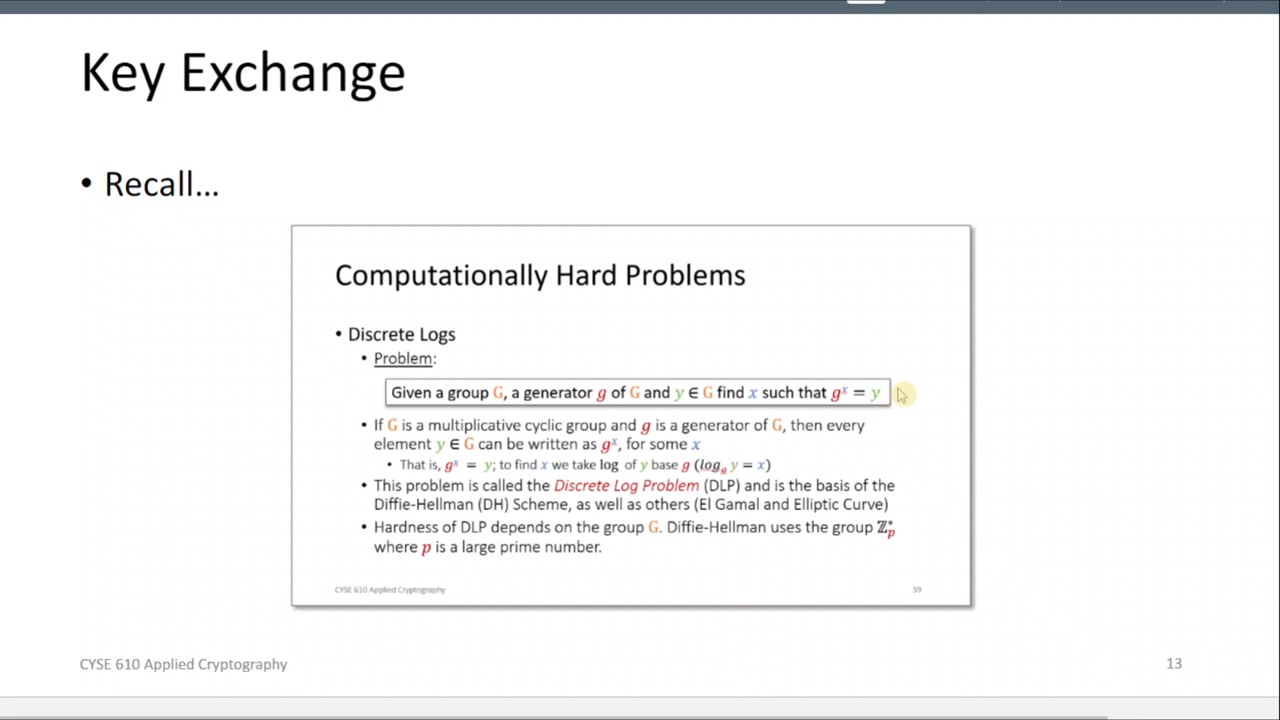 Key Exchange
• Recall...
Computationally Hard Problems
• Discrete Logs
• Problem:
Given a group G, a generator g of G and y ∈ G find x such that gˣ = y
• If G is a multiplicative cyclic group and g is a generator of G, then every
element y ∈ G can be written as gˣ, for some x
• That is, gˣ = y; to find x we take log of y base g (log_g y = x)
• This problem is called the Discrete Log Problem (DLP) and is the basis of the
Diffie-Hellman (DH) Scheme, as well as others (El Gamal and Elliptic Curve)
• Hardness of DLP depends on the group G. Diffie-Hellman uses the group ℤ*_p
where p is a large prime number.
CYSE 610 Applied Cryptography 59
CYSE 610 Applied Cryptography 13